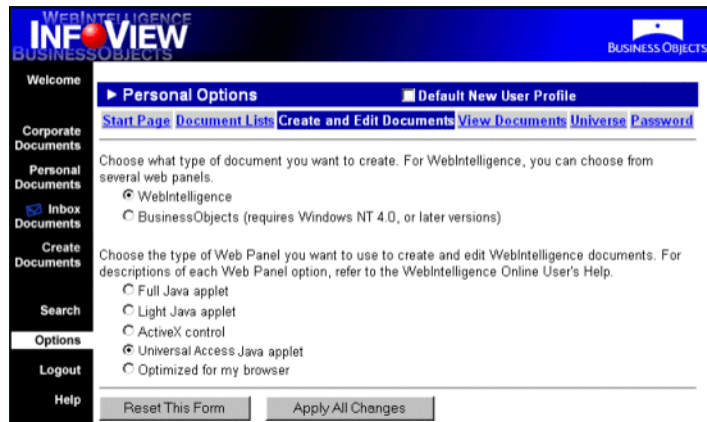 WEBINTELLIGENCE
INFOVIEW
BUSINESSOBJECTS
BUSINESS OBJECTS
Welcome
Corporate
Documents
Personal
Documents
Inbox
Documents
Create
Documents
Search
Options
Logout
Help
Personal Options
Default New User Profile
Start Page Document Lists Create and Edit Documents View Documents Universe Password
Choose what type of document you want to create. For WebIntelligence, you can choose from
several web panels.
WebIntelligence
BusinessObjects (requires Windows NT 4.0, or later versions)
Choose the type of Web Panel you want to use to create and edit WebIntelligence documents. For
descriptions of each Web Panel option, refer to the WebIntelligence Online User's Help.
Full Java applet
Light Java applet
ActiveX control
Universal Access Java applet
Optimized for my browser
Reset This Form Apply All Changes